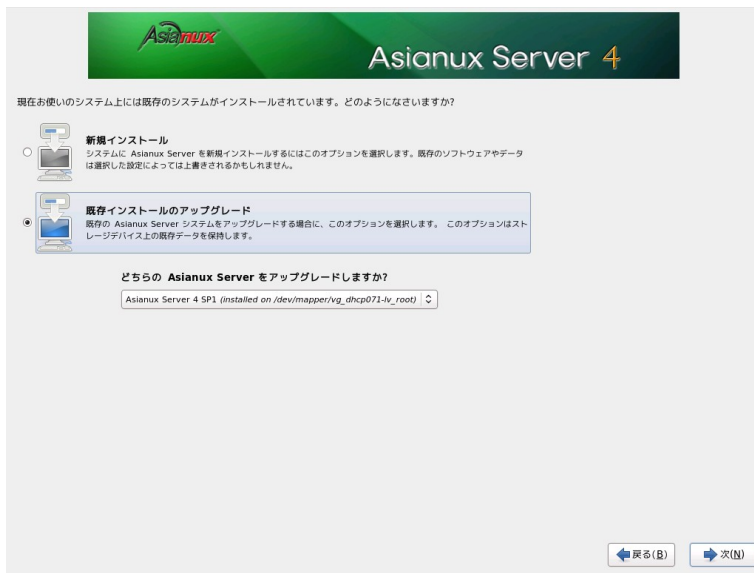 Asianux
Asianux Server 4
現在お使いのシステム上には既存のシステムがインストールされています。どのようになさいますか?
新規インストール
システムに Asianux Server を新規インストールするにはこのオプションを選択します。既存のソフトウェアやデータ
は選択した設定によっては上書きされるかもしれません。
既存インストールのアップグレード
既存の Asianux Server システムをアップグレードする場合に、このオプションを選択します。 このオプションはスト
レージデバイス上の既存データを保持します。
どちらの Asianux Server をアップグレードしますか?
Asianux Server 4 SP1 (installed on /dev/mapper/vg_dhcp071-lv_root)
戻る(B)
次(N)